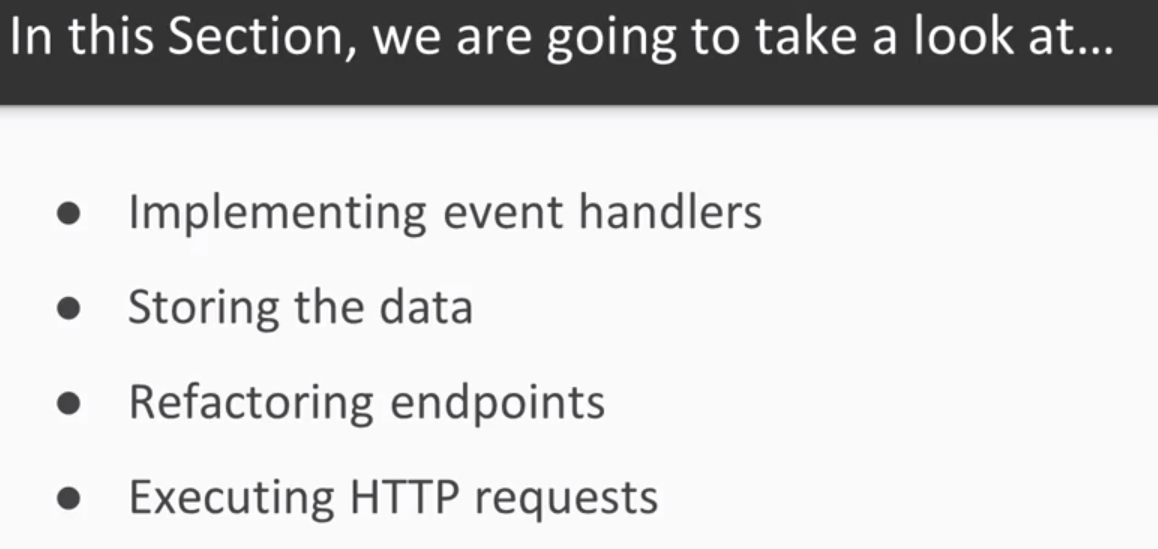 In this Section, we are going to take a look at...
● Implementing event handlers
● Storing the data
● Refactoring endpoints
● Executing HTTP requests